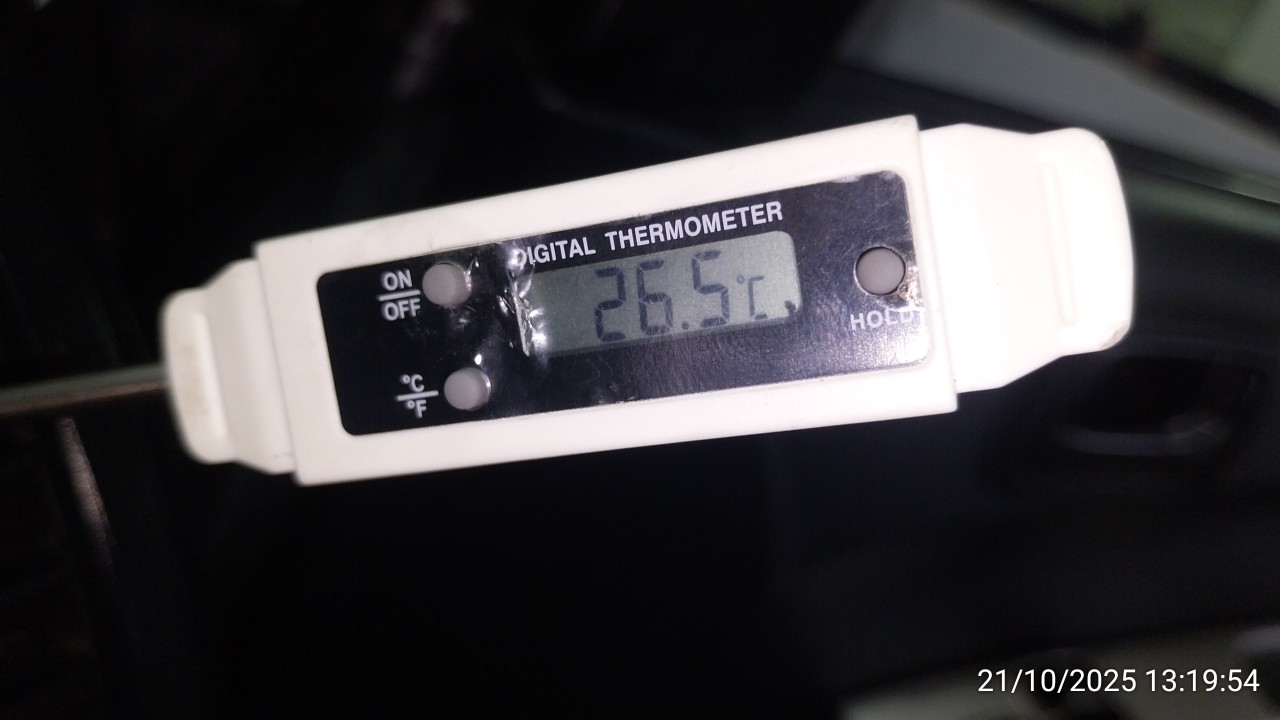 DIGITAL THERMOMETER
ON
OFF
26.5°C
HOLD
°C
°F
21/10/2025 13:19:54